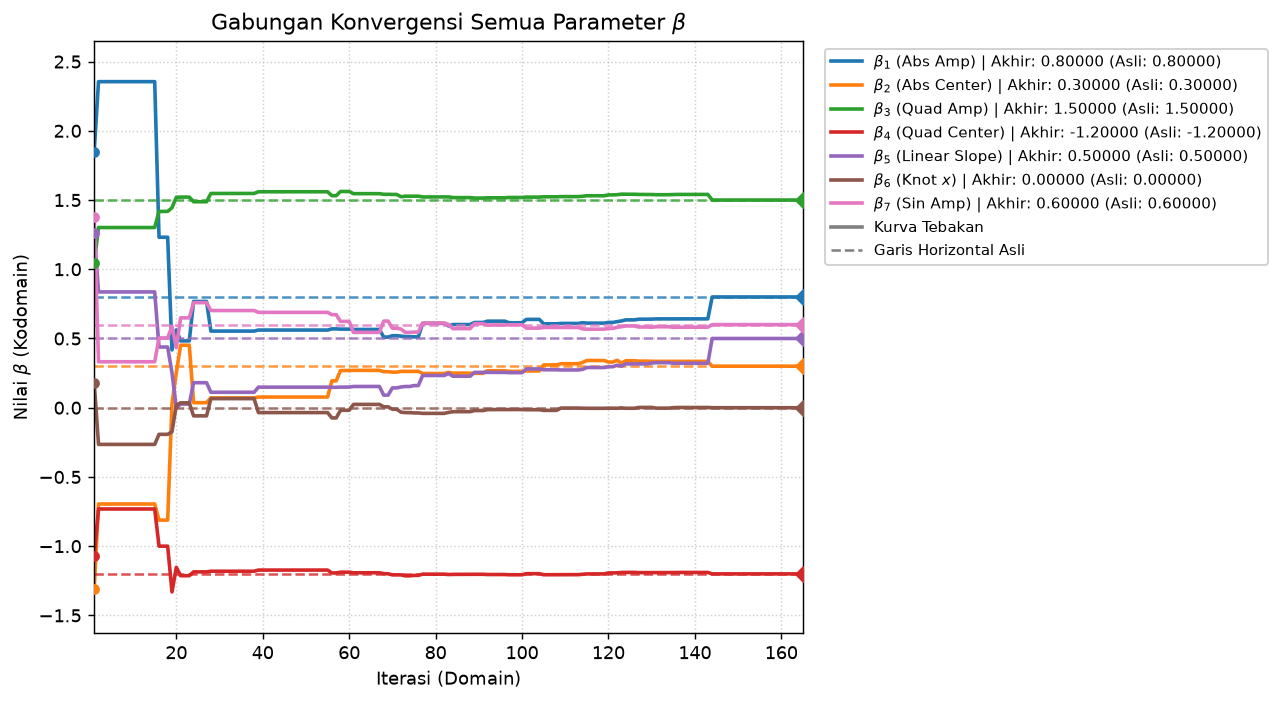 Gabungan Konvergensi Semua Parameter β
Nilai β (Kodomain)
2.5
2.0
1.5
1.0
0.5
0.0
−0.5
−1.0
−1.5
20 40 60 80 100 120 140 160
Iterasi (Domain)
β₁ (Abs Amp) | Akhir: 0.80000 (Asli: 0.80000)
β₂ (Abs Center) | Akhir: 0.30000 (Asli: 0.30000)
β₃ (Quad Amp) | Akhir: 1.50000 (Asli: 1.50000)
β₄ (Quad Center) | Akhir: -1.20000 (Asli: -1.20000)
β₅ (Linear Slope) | Akhir: 0.50000 (Asli: 0.50000)
β₆ (Knot x) | Akhir: 0.00000 (Asli: 0.00000)
β₇ (Sin Amp) | Akhir: 0.60000 (Asli: 0.60000)
Kurva Tebakan
Garis Horizontal Asli